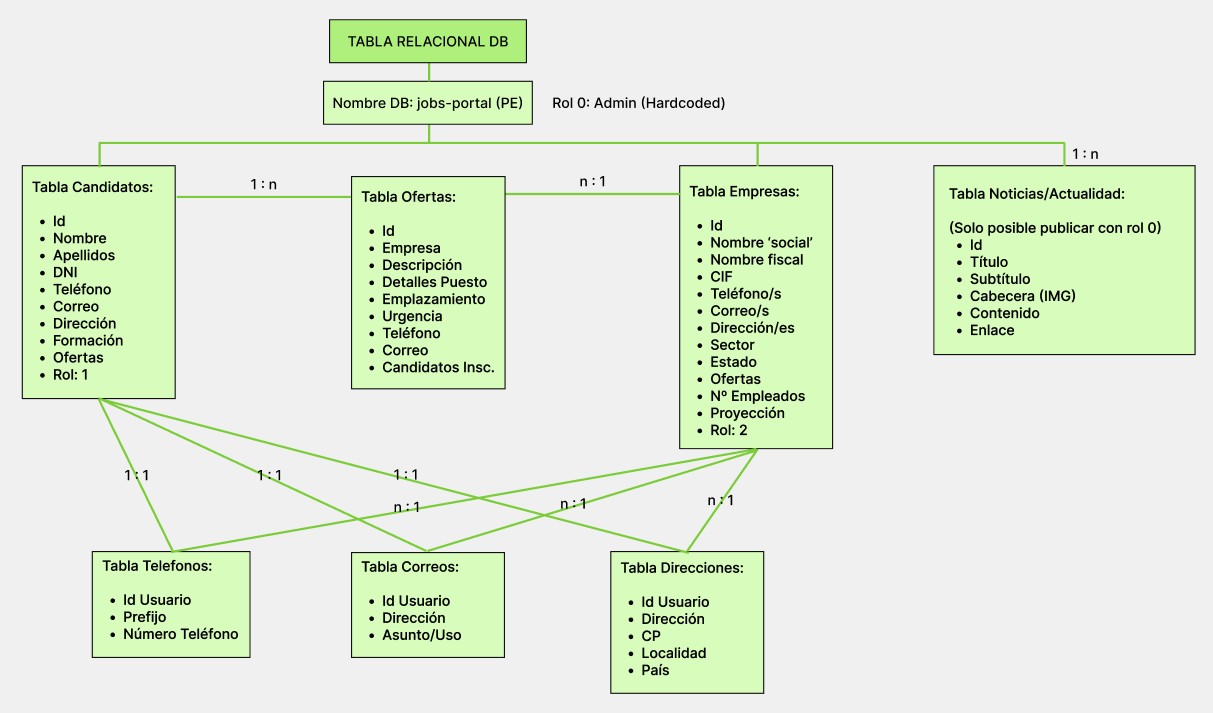 TABLA RELACIONAL DB
Nombre DB: jobs-portal (PE)
Rol 0: Admin (Hardcoded)
1 : n
1 : n
n : 1
Tabla Candidatos:
• Id
• Nombre
• Apellidos
• DNI
• Teléfono
• Correo
• Dirección
• Formación
• Ofertas
• Rol: 1
Tabla Ofertas:
• Id
• Empresa
• Descripción
• Detalles Puesto
• Emplazamiento
• Urgencia
• Teléfono
• Correo
• Candidatos Insc.
Tabla Empresas:
• Id
• Nombre ‘social’
• Nombre fiscal
• CIF
• Teléfono/s
• Correo/s
• Dirección/es
• Sector
• Estado
• Ofertas
• Nº Empleados
• Proyección
• Rol: 2
Tabla Noticias/Actualidad:
(Solo posible publicar con rol 0)
• Id
• Título
• Subtítulo
• Cabecera (IMG)
• Contenido
• Enlace
1 : 1
1 : 1
1 : 1
n : 1
n : 1
n : 1
Tabla Telefonos:
• Id Usuario
• Prefijo
• Número Teléfono
Tabla Correos:
• Id Usuario
• Dirección
• Asunto/Uso
Tabla Direcciones:
• Id Usuario
• Dirección
• CP
• Localidad
• País